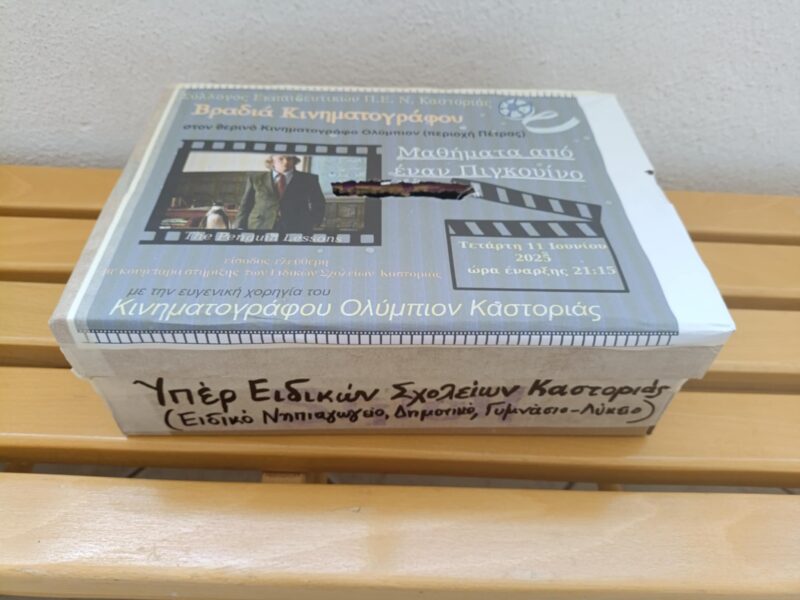 Σύλλογος Εκπαιδευτικών Π.Ε. Ν. Καστοριάς
Βραδιά Κινηματογράφου
στον θερινό Κινηματογράφο Ολύμπιον (περιοχή Πέτρας)
Μαθήματα από
έναν Πιγκουίνο
The Penguin Lessons
Τετάρτη 11 Ιουνίου
2025
ώρα έναρξης 21:15
είσοδος ελεύθερη
με κουμπαρά στήριξης των Ειδικών Σχολείων Καστοριάς
με την ευγενική χορηγία του
Κινηματογράφου Ολύμπιον Καστοριάς
Υπέρ Ειδικών Σχολείων Καστοριάς
(Ειδικό Νηπιαγωγείο, Δημοτικό, Γυμνάσιο-Λύκειο)